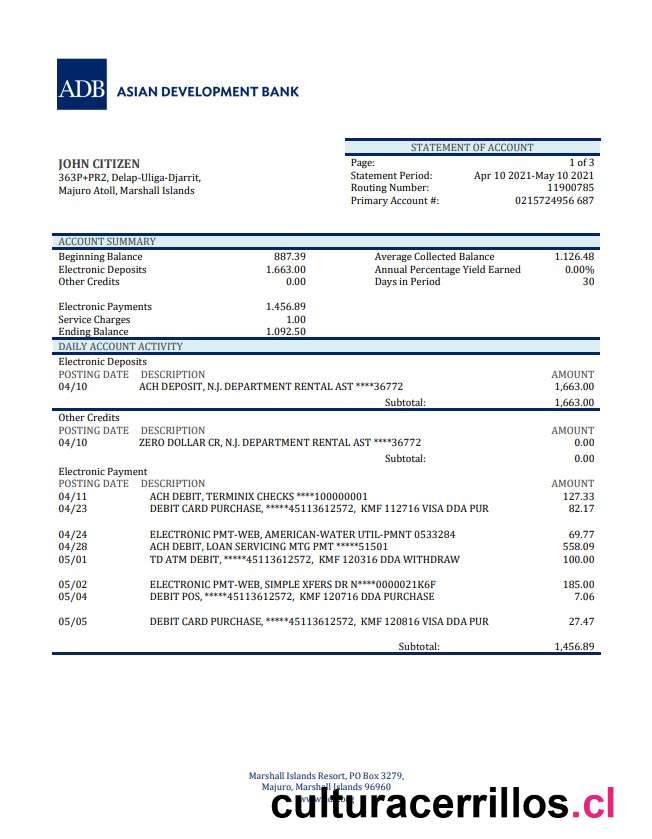 ADB ASIAN DEVELOPMENT BANK
STATEMENT OF ACCOUNT
JOHN CITIZEN
363P+PR2, Delap-Uliga-Djarrit,
Majuro Atoll, Marshall Islands
Page: 1 of 3
Statement Period: Apr 10 2021-May 10 2021
Routing Number: 11900785
Primary Account #: 0215724956 687
ACCOUNT SUMMARY
Beginning Balance 887.39 Average Collected Balance 1.126.48
Electronic Deposits 1.663.00 Annual Percentage Yield Earned 0.00%
Other Credits 0.00 Days in Period 30
Electronic Payments 1.456.89
Service Charges 1.00
Ending Balance 1.092.50
DAILY ACCOUNT ACTIVITY
Electronic Deposits
POSTING DATE DESCRIPTION AMOUNT
04/10 ACH DEPOSIT, N.J. DEPARTMENT RENTAL AST ****36772 1,663.00
Subtotal: 1,663.00
Other Credits
POSTING DATE DESCRIPTION AMOUNT
04/10 ZERO DOLLAR CR, N.J. DEPARTMENT RENTAL AST ****36772 0.00
Subtotal: 0.00
Electronic Payment
POSTING DATE DESCRIPTION AMOUNT
04/11 ACH DEBIT, TERMINIX CHECKS ****100000001 127.33
04/23 DEBIT CARD PURCHASE, *****45113612572, KMF 112716 VISA DDA PUR 82.17
04/24 ELECTRONIC PMT-WEB, AMERICAN-WATER UTIL-PMNT 0533284 69.77
04/28 ACH DEBIT, LOAN SERVICING MTG PMT *****51501 558.09
05/01 TD ATM DEBIT, *****45113612572, KMF 120316 DDA WITHDRAW 100.00
05/02 ELECTRONIC PMT-WEB, SIMPLE XFERS DR N****0000021K6F 185.00
05/04 DEBIT POS, *****45113612572, KMF 120716 DDA PURCHASE 7.06
05/05 DEBIT CARD PURCHASE, *****45113612572, KMF 120816 VISA DDA PUR 27.47
Subtotal: 1,456.89
Marshall Islands Resort, PO Box 3279,
Majuro, Marshall Islands 96960
culturacerrillos.cl